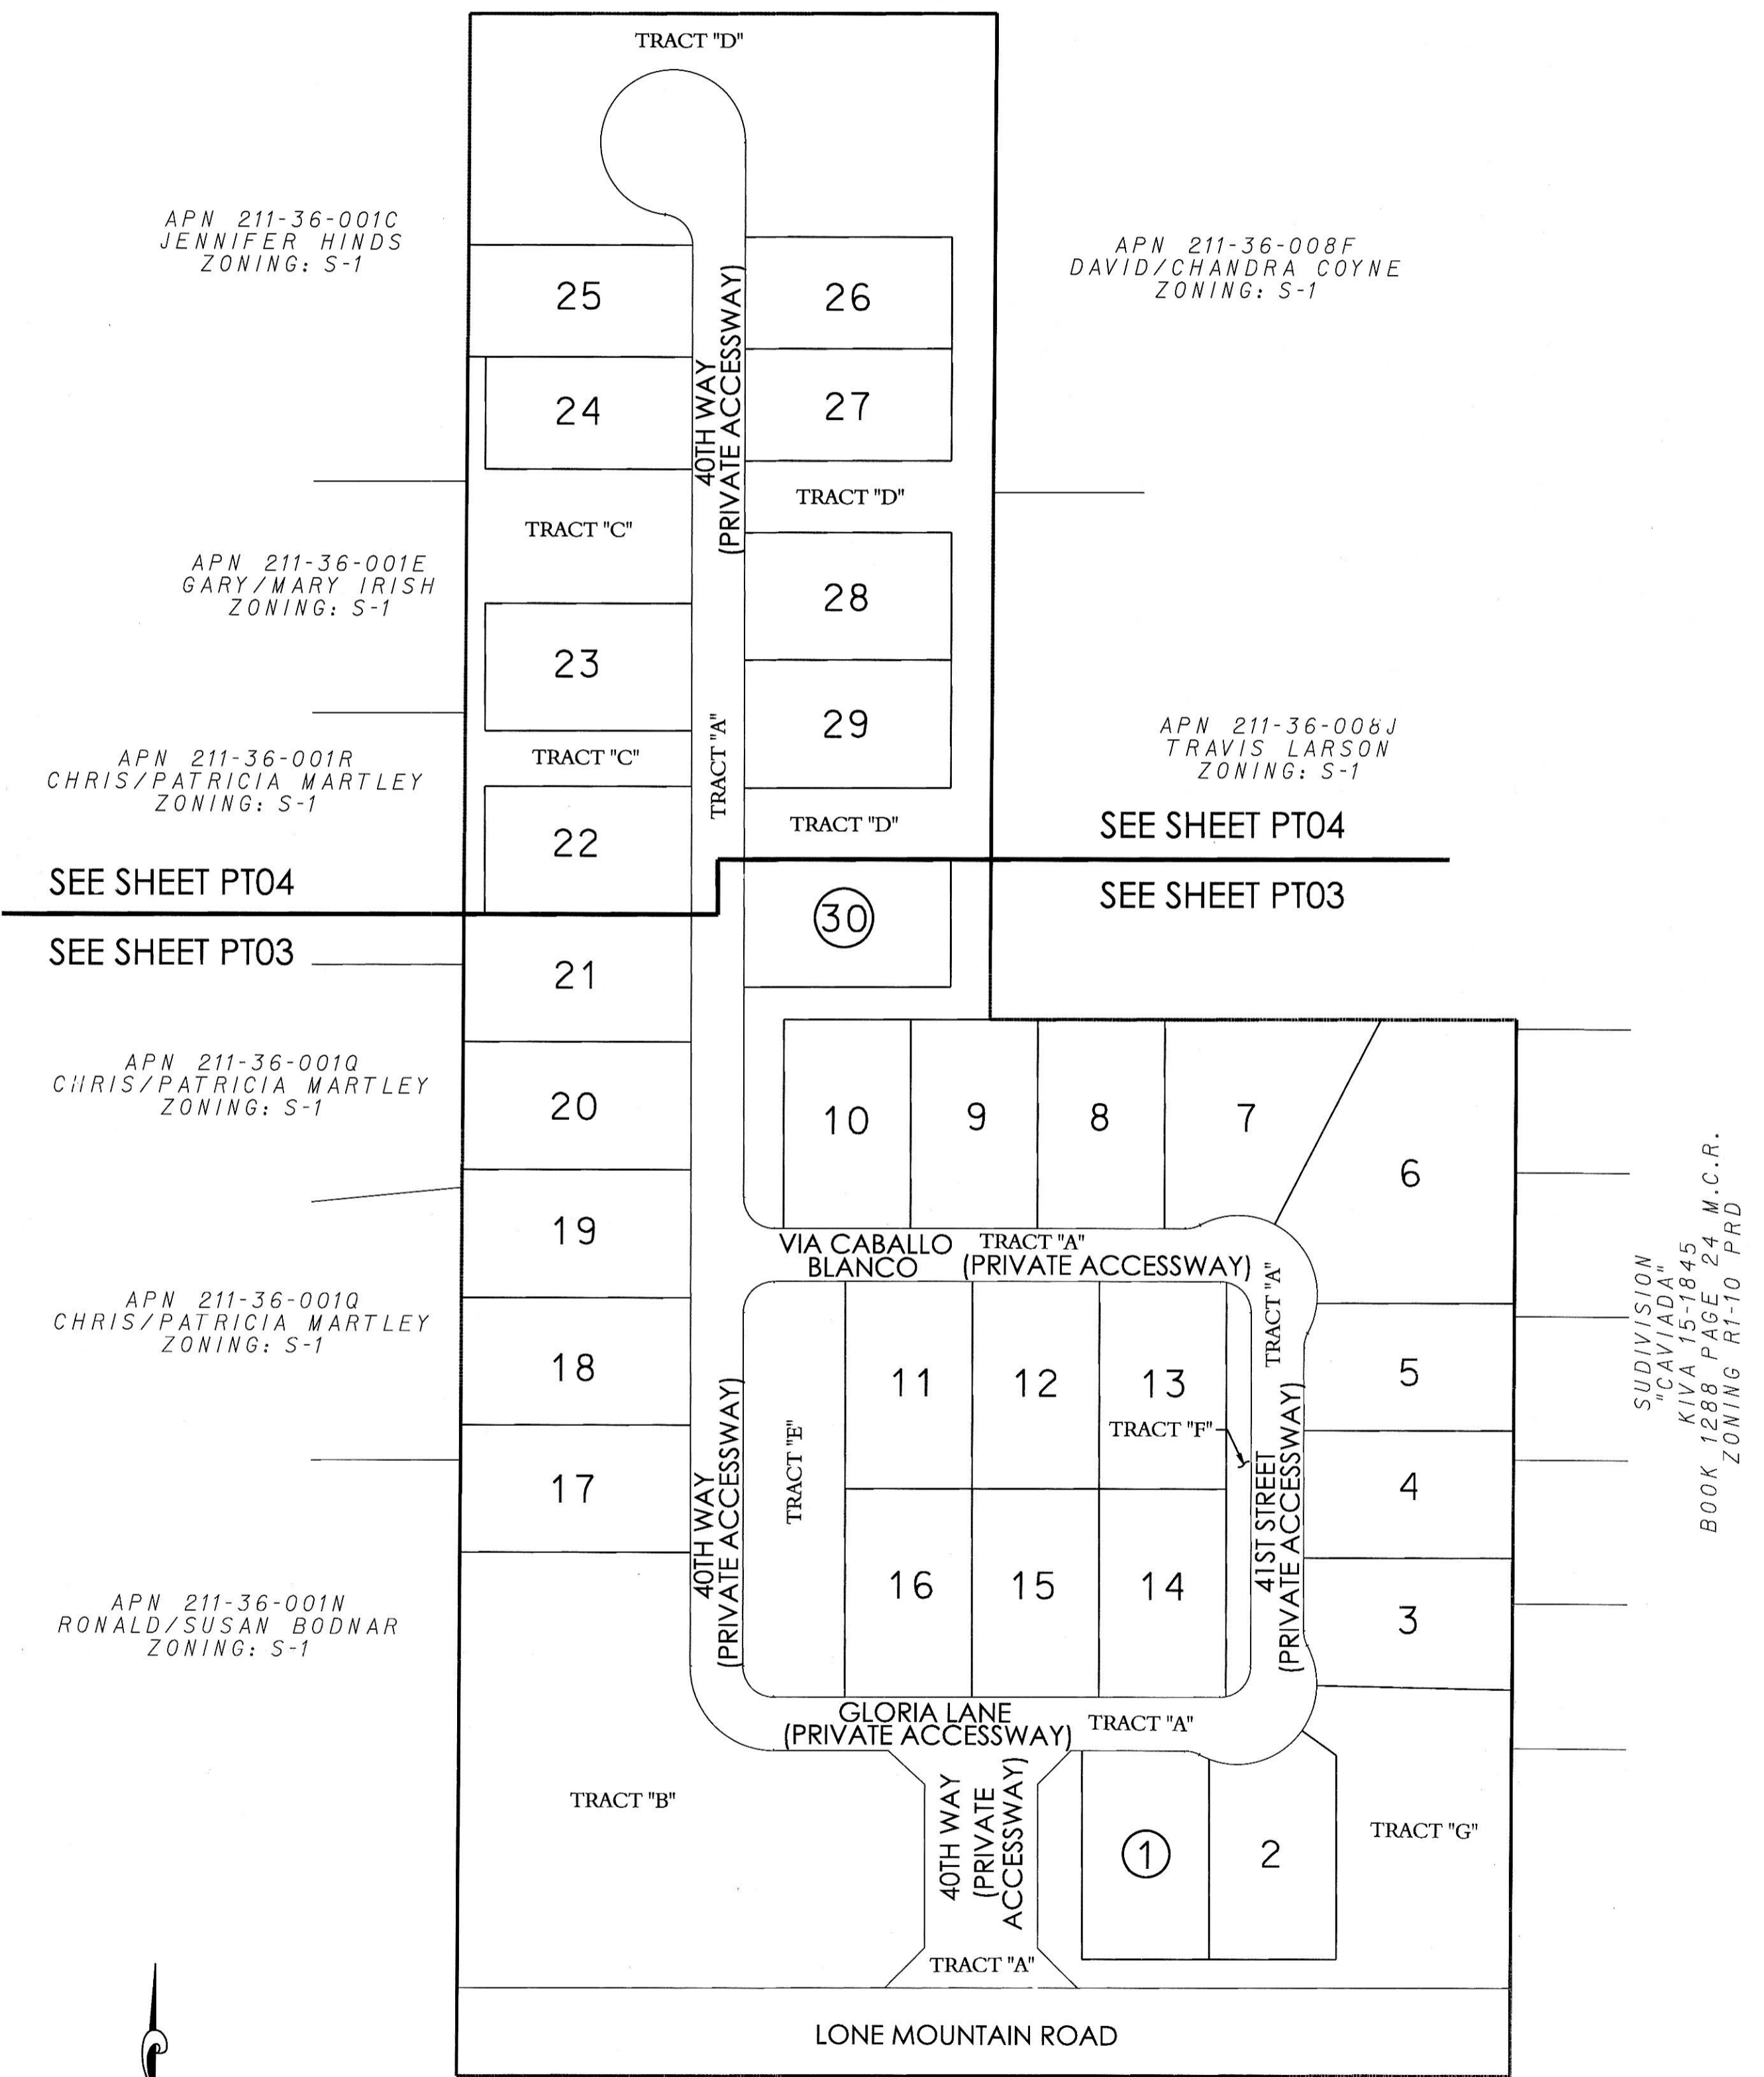 TRACT "D"
APN 211-36-001C
JENNIFER HINDS
ZONING: S-1
APN 211-36-008F
DAVID/CHANDRA COYNE
ZONING: S-1
25
26
24
27
40TH WAY
(PRIVATE ACCESSWAY)
TRACT "D"
TRACT "C"
APN 211-36-001E
GARY/MARY IRISH
ZONING: S-1
28
23
29
TRACT "A"
TRACT "C"
APN 211-36-001R
CHRIS/PATRICIA MARTLEY
ZONING: S-1
APN 211-36-008J
TRAVIS LARSON
ZONING: S-1
TRACT "D"
22
SEE SHEET PT04
SEE SHEET PT04
SEE SHEET PT03
SEE SHEET PT03
30
21
APN 211-36-001Q
CHRIS/PATRICIA MARTLEY
ZONING: S-1
20
10
9
8
7
6
19
VIA CABALLO
BLANCO
TRACT "A"
(PRIVATE ACCESSWAY)
TRACT "A"
APN 211-36-001Q
CHRIS/PATRICIA MARTLEY
ZONING: S-1
18
11
12
13
5
SUDIVISION
"CAVIADA"
KIVA 15-1845
BOOK 1288 PAGE 24 M.C.R.
ZONING R1-10 PRD
TRACT "F"
TRACT "E"
17
40TH WAY
(PRIVATE ACCESSWAY)
41ST STREET
(PRIVATE ACCESSWAY)
4
16
15
14
3
APN 211-36-001N
RONALD/SUSAN BODNAR
ZONING: S-1
GLORIA LANE
(PRIVATE ACCESSWAY)
TRACT "A"
TRACT "B"
40TH WAY
(PRIVATE
ACCESSWAY)
1
2
TRACT "G"
TRACT "A"
LONE MOUNTAIN ROAD